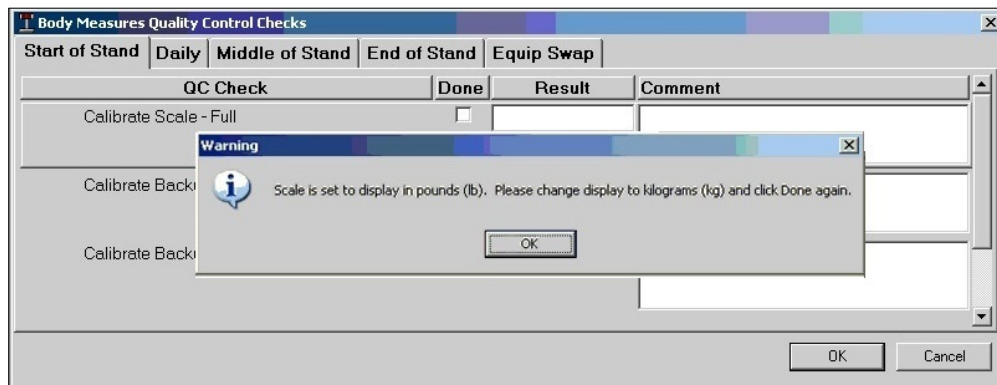 Body Measures Quality Control Checks
Start of Stand Daily Middle of Stand End of Stand Equip Swap
QC Check Done Result Comment
Calibrate Scale - Full
Warning
Scale is set to display in pounds (lb). Please change display to kilograms (kg) and click Done again.
Calibrate
OK
Calibrate
OK Cancel